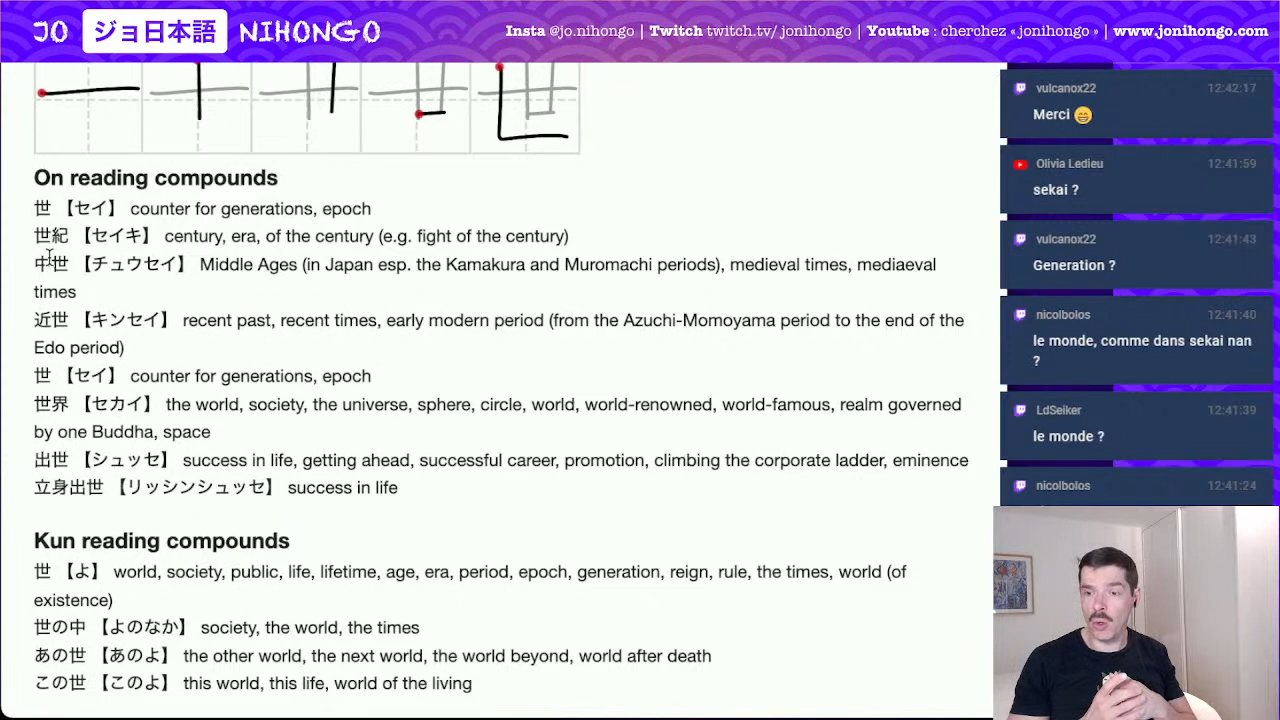 JO ジョ日本語 NIHONGO
Insta @jo.nihongo | Twitch twitch.tv/ jonihongo | Youtube : cherchez « jonihongo » | www.jonihongo.com
On reading compounds
世 【セイ】 counter for generations, epoch
世紀 【セイキ】 century, era, of the century (e.g. fight of the century)
中世 【チュウセイ】 Middle Ages (in Japan esp. the Kamakura and Muromachi periods), medieval times, mediaeval
times
近世 【キンセイ】 recent past, recent times, early modern period (from the Azuchi-Momoyama period to the end of the
Edo period)
世 【セイ】 counter for generations, epoch
世界 【セカイ】 the world, society, the universe, sphere, circle, world, world-renowned, world-famous, realm governed
by one Buddha, space
出世 【シュッセ】 success in life, getting ahead, successful career, promotion, climbing the corporate ladder, eminence
立身出世 【リッシンシュッセ】 success in life
Kun reading compounds
世 【よ】 world, society, public, life, lifetime, age, era, period, epoch, generation, reign, rule, the times, world (of
existence)
世の中 【よのなか】 society, the world, the times
あの世 【あのよ】 the other world, the next world, the world beyond, world after death
この世 【このよ】 this world, this life, world of the living
vulcanox22 12:42:17
Merci 😄
Olivia Ledieu 12:41:59
sekai ?
vulcanox22 12:41:43
Generation ?
nicolbolos 12:41:40
le monde, comme dans sekai nan
?
LdSeiker 12:41:39
le monde ?
nicolbolos 12:41:24